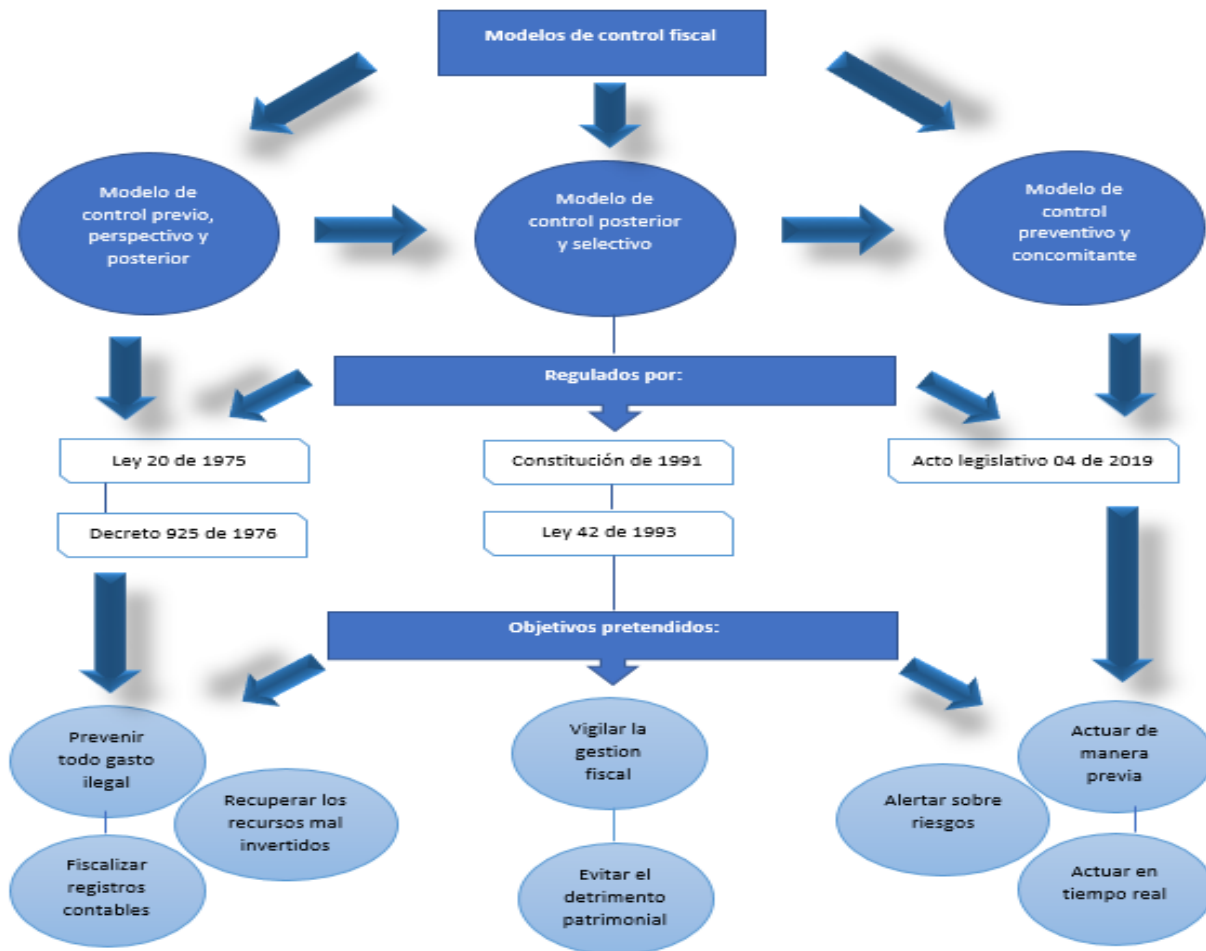 Modelos de control fiscal
Modelo de
control previo,
perspectivo y
posterior
Modelo de
control posterior
y selectivo
Modelo de
control
preventivo y
concomitante
Regulados por:
Ley 20 de 1975
Constitución de 1991
Acto legislativo 04 de 2019
Decreto 925 de 1976
Ley 42 de 1993
Objetivos pretendidos:
Prevenir
todo gasto
ilegal
Recuperar los
recursos mal
invertidos
Fiscalizar
registros
contables
Vigilar la
gestion
fiscal
Evitar el
detrimento
patrimonial
Actuar de
manera
previa
Alertar sobre
riesgos
Actuar en
tiempo real